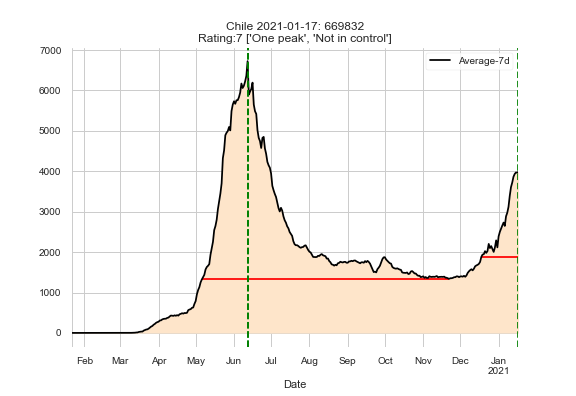 Chile 2021-01-17: 669832
Rating:7 ['One peak', 'Not in control']
Average-7d
7000
6000
5000
4000
3000
2000
1000
0
Feb Mar Apr May Jun Jul Aug Sep Oct Nov Dec Jan
2021
Date